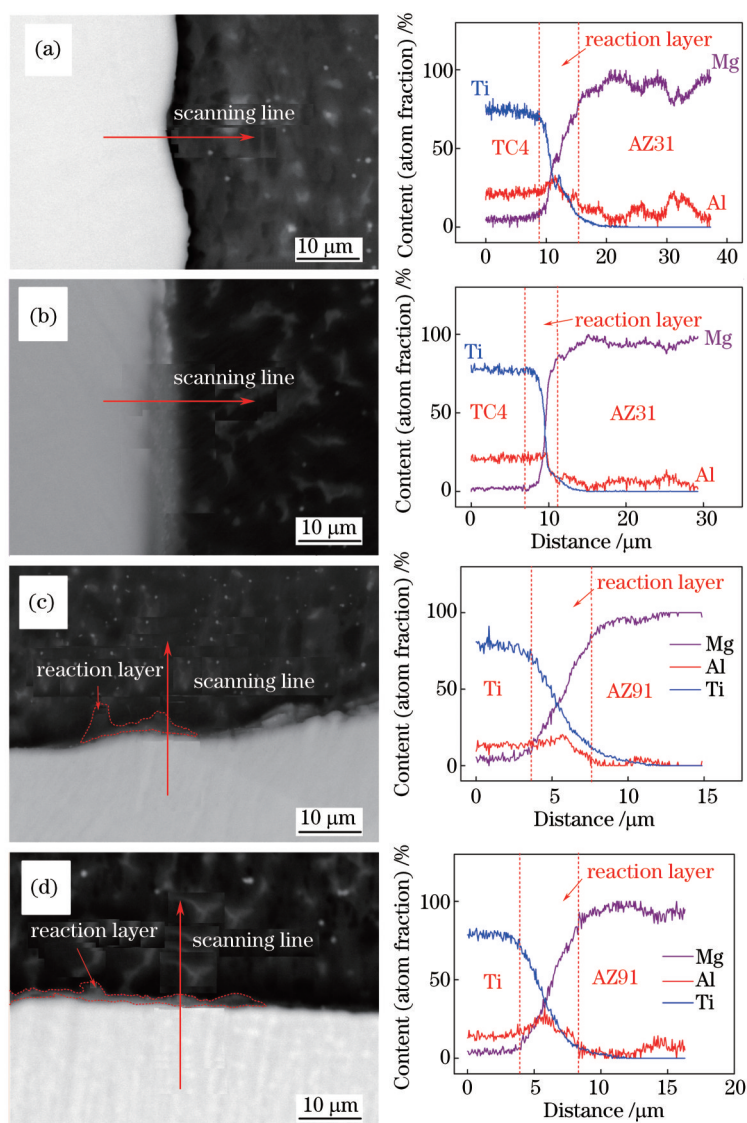 (a)
scanning line
10 μm
Content (atom fraction) /%
reaction layer
Mg
Ti
TC4
AZ31
Al
100
50
0
0 10 20 30 40
(b)
scanning line
10 μm
Content (atom fraction) /%
reaction layer
Mg
Ti
TC4
AZ31
Al
100
50
0
0 10 20 30
Distance /μm
(c)
reaction layer
scanning line
10 μm
Content (atom fraction) /%
reaction layer
Mg
Al
Ti
Ti
AZ91
100
50
0
0 5 10 15
Distance /μm
(d)
reaction layer
scanning line
10 μm
Content (atom fraction) /%
reaction layer
Mg
Al
Ti
Ti
AZ91
100
50
0
0 5 10 15 20
Distance /μm